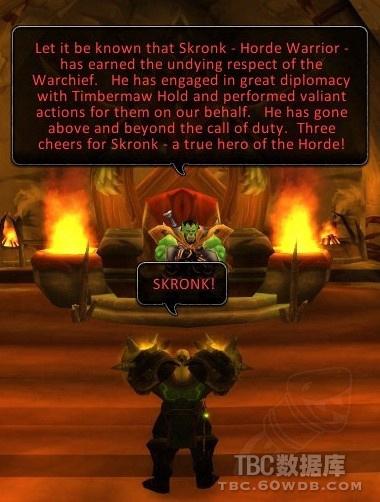 Let it be known that Skronk - Horde Warrior -
has earned the undying respect of the
Warchief.   He has engaged in great diplomacy
with Timbermaw Hold and performed valiant
actions for them on our behalf.   He has gone
above and beyond the call of duty.  Three
cheers for Skronk - a true hero of the Horde!
SKRONK!
TBC数据库
TBC.60WDB.COM